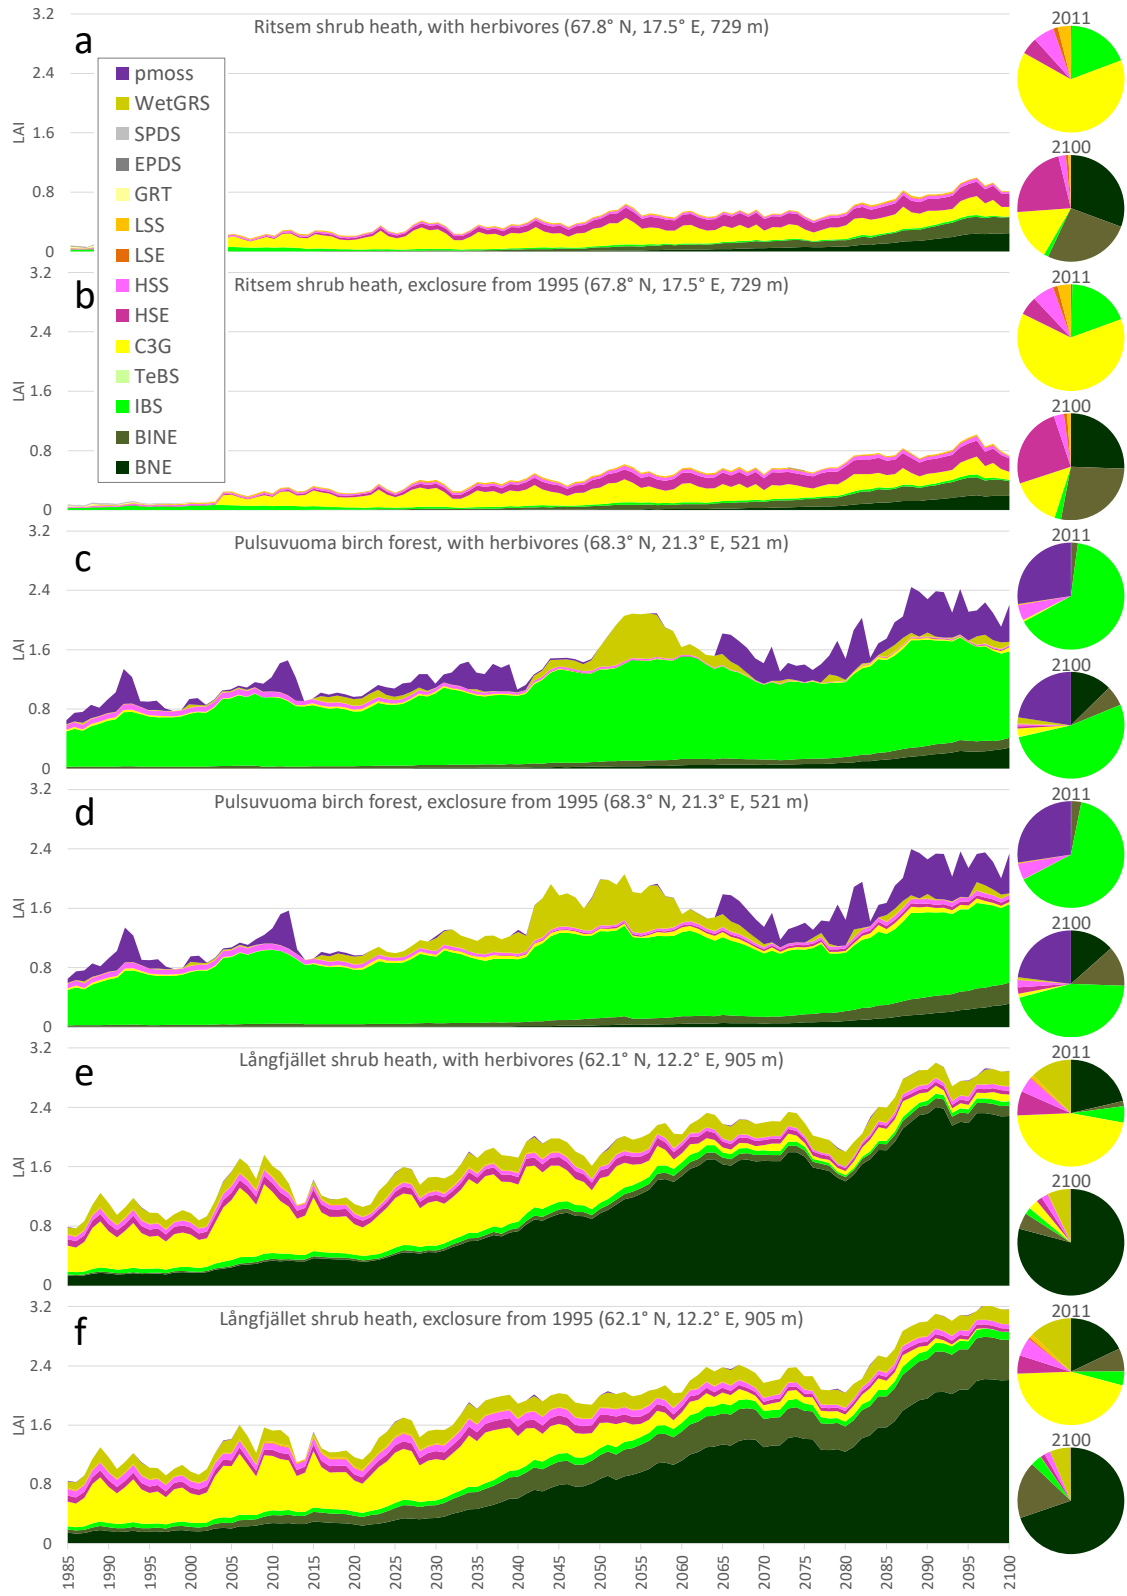 3.2
2.4
1.6
0.8
0
LAI
a
Ritsem shrub heath, with herbivores (67.8° N, 17.5° E, 729 m)
2011
2100
pmoss
WetGRS
SPDS
EPDS
GRT
LSS
LSE
HSS
HSE
C3G
TeBS
IBS
BINE
BNE
3.2
2.4
1.6
0.8
0
LAI
b
Ritsem shrub heath, exclosure from 1995 (67.8° N, 17.5° E, 729 m)
2011
2100
3.2
2.4
1.6
0.8
0
LAI
c
Pulsuvuoma birch forest, with herbivores (68.3° N, 21.3° E, 521 m)
2011
2100
3.2
2.4
1.6
0.8
0
LAI
d
Pulsuvuoma birch forest, exclosure from 1995 (68.3° N, 21.3° E, 521 m)
2011
2100
3.2
2.4
1.6
0.8
0
LAI
e
Långfjället shrub heath, with herbivores (62.1° N, 12.2° E, 905 m)
2011
2100
3.2
2.4
1.6
0.8
0
LAI
f
Långfjället shrub heath, exclosure from 1995 (62.1° N, 12.2° E, 905 m)
2011
2100
1985
1990
1995
2000
2005
2010
2015
2020
2025
2030
2035
2040
2045
2050
2055
2060
2065
2070
2075
2080
2085
2090
2095
2100